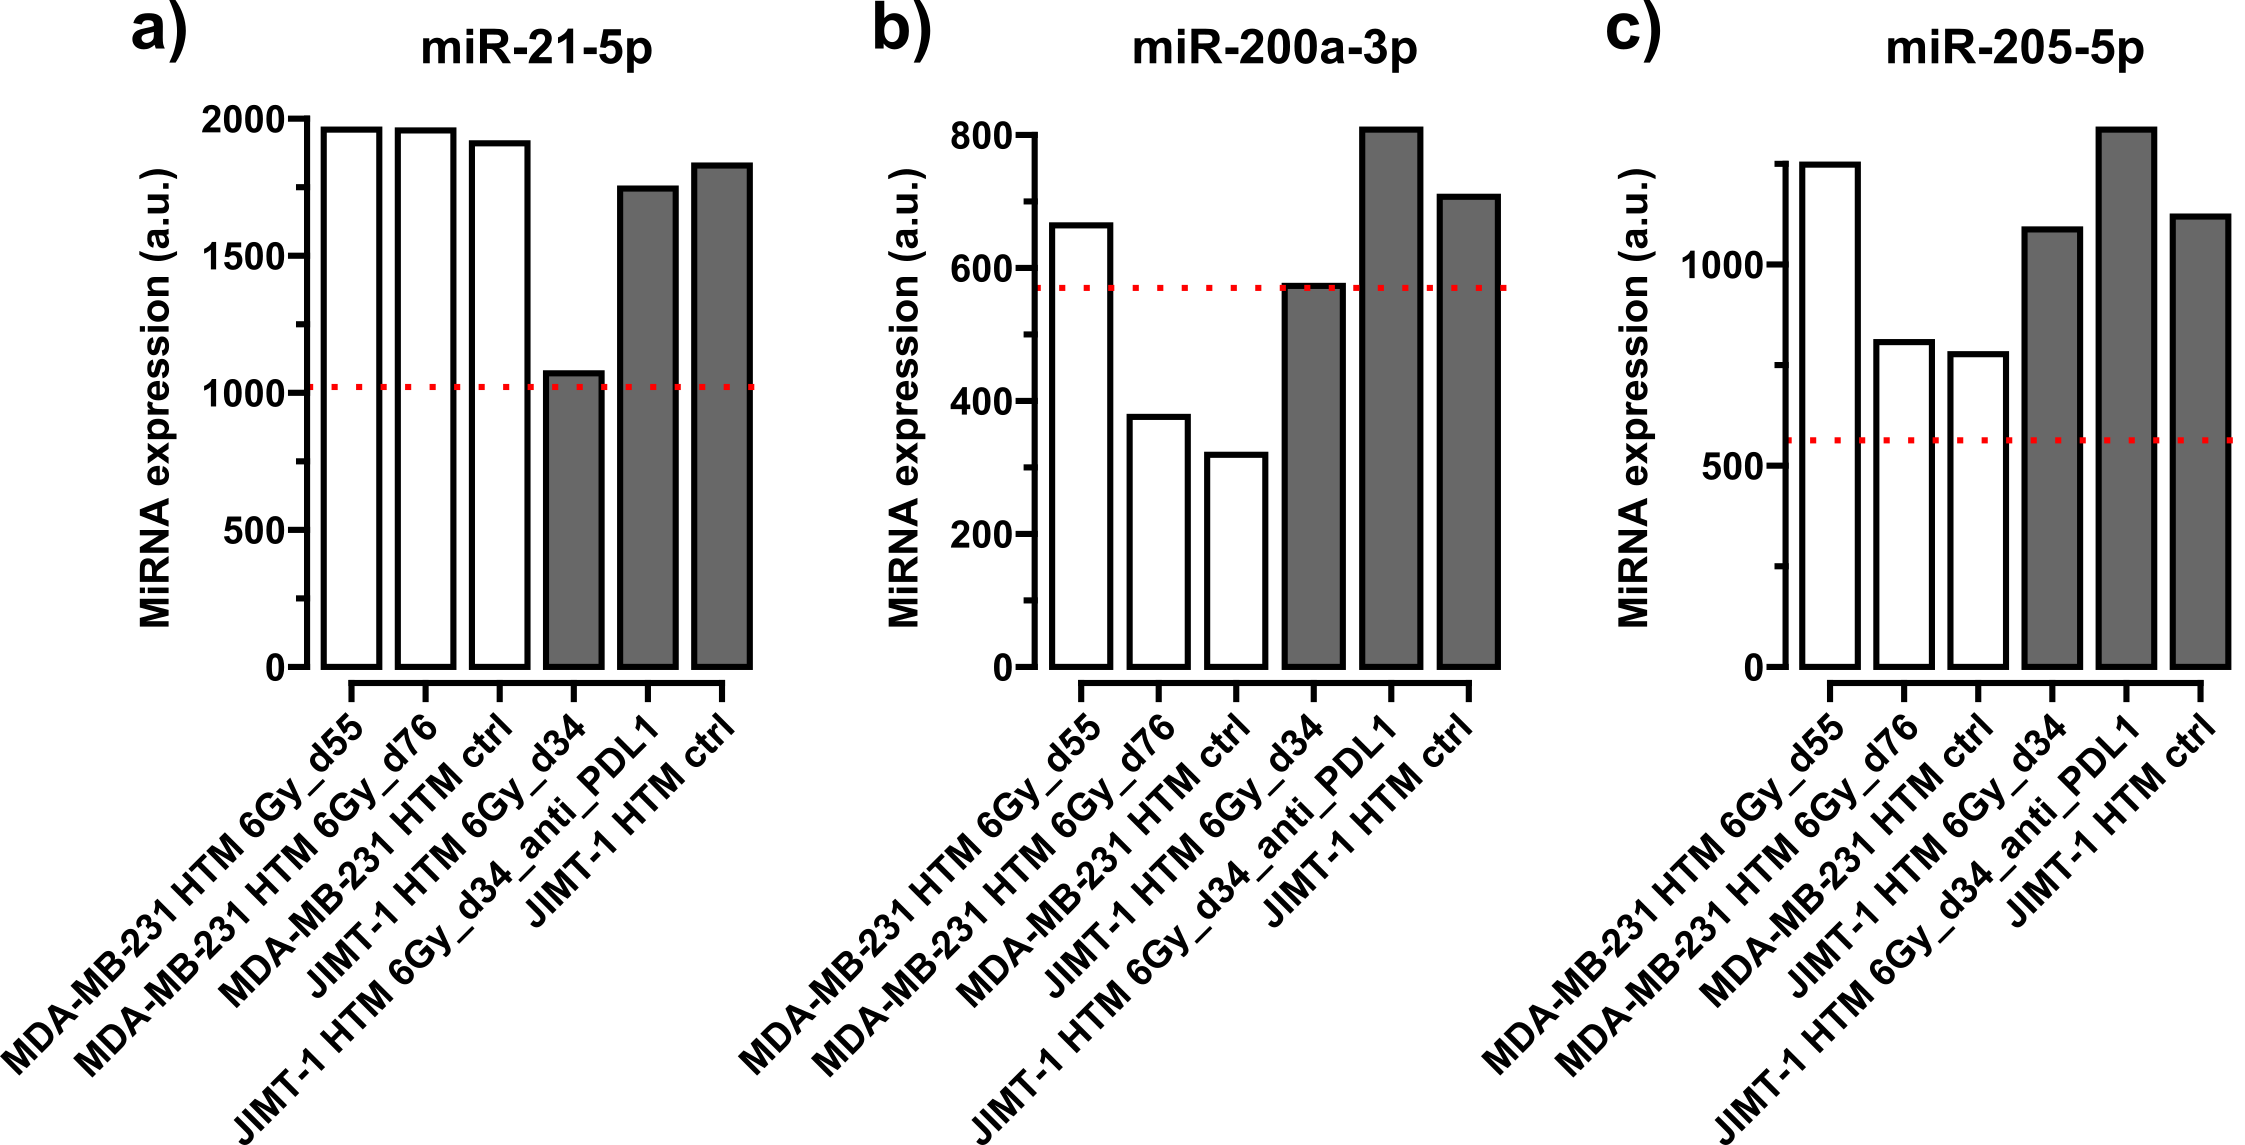 a)
miR-21-5p
MiRNA expression (a.u.)
2000
1500
1000
500
0
MDA-MB-231 HTM 6Gy_d55
MDA-MB-231 HTM 6Gy_d76
MDA-MB-231 HTM ctrl
JIMT-1 HTM 6Gy_d34
JIMT-1 HTM 6Gy_d34_anti_PDL1
JIMT-1 HTM ctrl
b)
miR-200a-3p
MiRNA expression (a.u.)
800
600
400
200
0
MDA-MB-231 HTM 6Gy_d55
MDA-MB-231 HTM 6Gy_d76
MDA-MB-231 HTM ctrl
JIMT-1 HTM 6Gy_d34
JIMT-1 HTM 6Gy_d34_anti_PDL1
JIMT-1 HTM ctrl
c)
miR-205-5p
MiRNA expression (a.u.)
1000
500
0
MDA-MB-231 HTM 6Gy_d55
MDA-MB-231 HTM 6Gy_d76
MDA-MB-231 HTM ctrl
JIMT-1 HTM 6Gy_d34
JIMT-1 HTM 6Gy_d34_anti_PDL1
JIMT-1 HTM ctrl